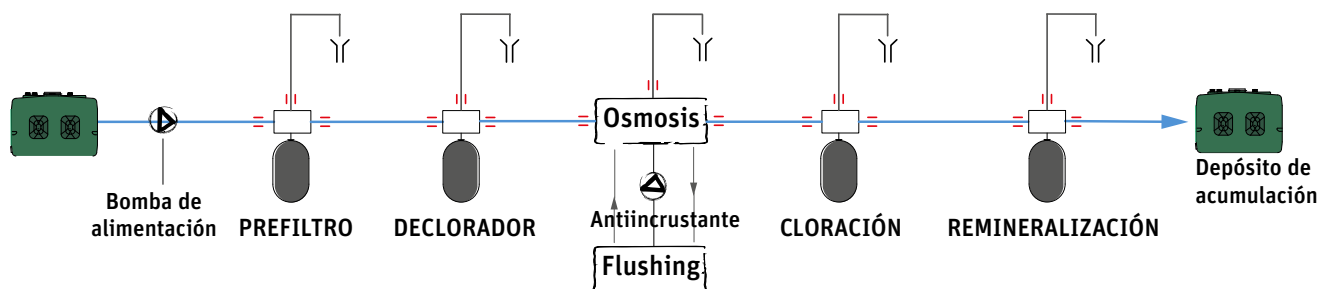 Osmosis
Bomba de
alimentación
PREFILTRO
DECLORADOR
Antiincrustante
CLORACIÓN
REMINERALIZACIÓN
Depósito de
acumulación
Flushing